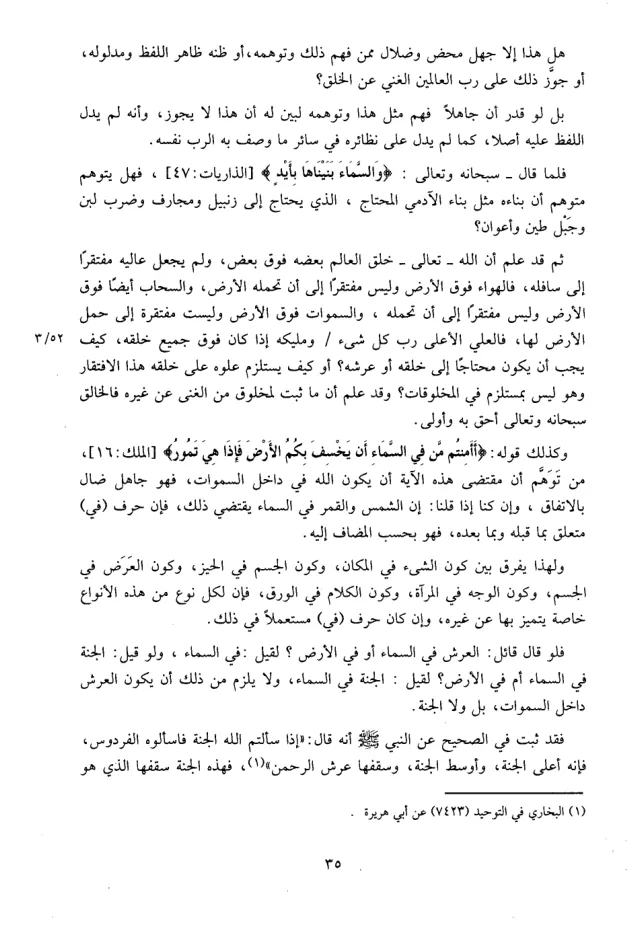 هل هذا إلا جهل محض وضلال ممن فهم ذلك وتوهمه،أو ظنه ظاهر اللفظ ومدلوله،
أو جوَّز ذلك على رب العالمين الغني عن الخلق؟
بل لو قدر أن جاهلاً فهم مثل هذا وتوهمه لبين له أن هذا لا يجوز، وأنه لم يدل
اللفظ عليه أصلا، كما لم يدل على نظائره في سائر ما وصف به الرب نفسه.
فلما قال ـ سبحانه وتعالى : ﴿وَالسَّمَاءَ بَنَيْنَاهَا بِأَيْدٍ﴾ [الذاريات:٤٧] ، فهل يتوهم
متوهم أن بناءه مثل بناء الآدمي المحتاج ، الذي يحتاج إلى زنبيل ومجارف وضرب لبن
وجَبْل طين وأعوان؟
ثم قد علم أن الله ـ تعالى ـ خلق العالم بعضه فوق بعض، ولم يجعل عاليه مفتقرًا
إلى سافله، فالهواء فوق الأرض وليس مفتقرًا إلى أن تحمله الأرض، والسحاب أيضًا فوق
الأرض وليس مفتقرًا إلى أن تحمله ، والسموات فوق الأرض وليست مفتقرة إلى حمل
الأرض لها، فالعلي الأعلى رب كل شىء / ومليكه إذا كان فوق جميع خلقه، كيف ٣/٥٢
يجب أن يكون محتاجًا إلى خلقه أو عرشه؟ أو كيف يستلزم علوه على خلقه هذا الافتقار
وهو ليس بمستلزم في المخلوقات؟ وقد علم أن ما ثبت لمخلوق من الغنى عن غيره فالخالق
سبحانه وتعالى أحق به وأولى.
وكذلك قوله: ﴿أَأَمِنتُم مَّن فِي السَّمَاءِ أَن يَخْسِفَ بِكُمُ الأَرْضَ فَإِذَا هِيَ تَمُورُ﴾ [الملك:١٦]،
من تَوَهَّم أن مقتضى هذه الآية أن يكون الله في داخل السموات، فهو جاهل ضال
بالاتفاق ، وإن كنا إذا قلنا: إن الشمس والقمر في السماء يقتضي ذلك، فإن حرف (في)
متعلق بما قبله وبما بعده، فهو بحسب المضاف إليه.
ولهذا يفرق بين كون الشىء في المكان، وكون الجسم في الحيز، وكون العَرَض في
الجسم، وكون الوجه في المرآة، وكون الكلام في الورق، فإن لكل نوع من هذه الأنواع
خاصة يتميز بها عن غيره، وإن كان حرف (في) مستعملاً في ذلك.
فلو قال قائل: العرش في السماء أو في الأرض ؟ لقيل :في السماء ، ولو قيل: الجنة
في السماء أم في الأرض؟ لقيل : الجنة في السماء، ولا يلزم من ذلك أن يكون العرش
داخل السموات، بل ولا الجنة.
فقد ثبت في الصحيح عن النبي ﷺ أنه قال:«إذا سألتم الله الجنة فاسألوه الفردوس،
فإنه أعلى الجنة، وأوسط الجنة، وسقفها عرش الرحمن»(١)، فهذه الجنة سقفها الذي هو
(١) البخاري في التوحيد (٧٤٢٣) عن أبي هريرة .
٣٥